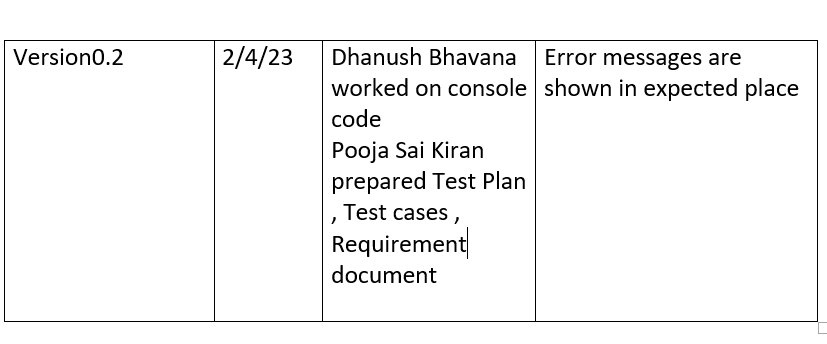 Version0.2
2/4/23
Dhanush Bhavana
worked on console
code
Pooja Sai Kiran
prepared Test Plan
, Test cases ,
Requirement
document
Error messages are
shown in expected place